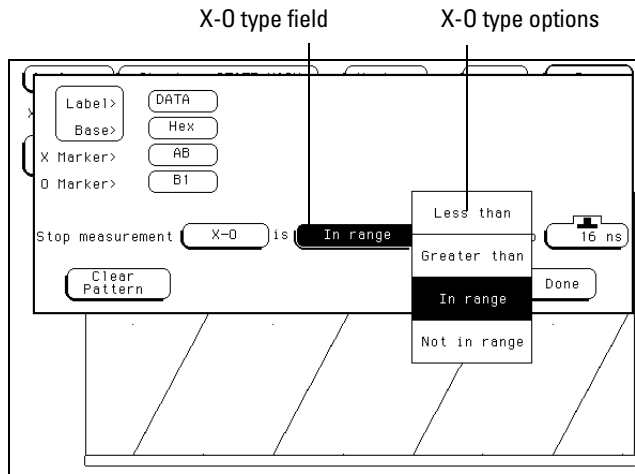 X-O type field X-O type options
Label> DATA
Base> Hex
X Marker> AB
O Marker> B1
Less than
Stop measurement X-O is In range 16 ns
Greater than
Clear Pattern Done
In range
Not in range